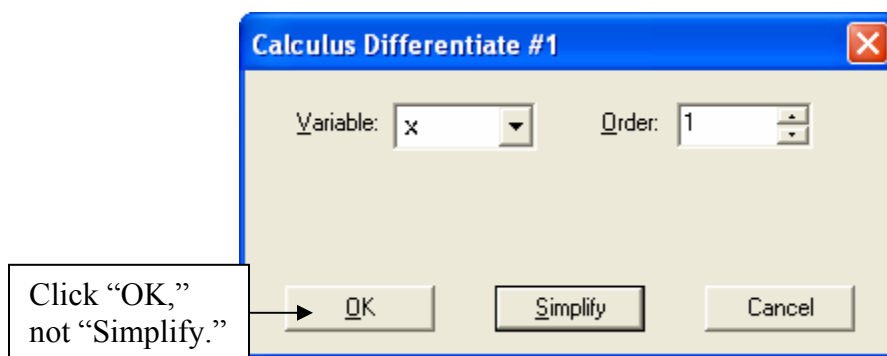 Calculus Differentiate #1
Variable: x Order: 1
Click “OK,”
not “Simplify.”
OK Simplify Cancel